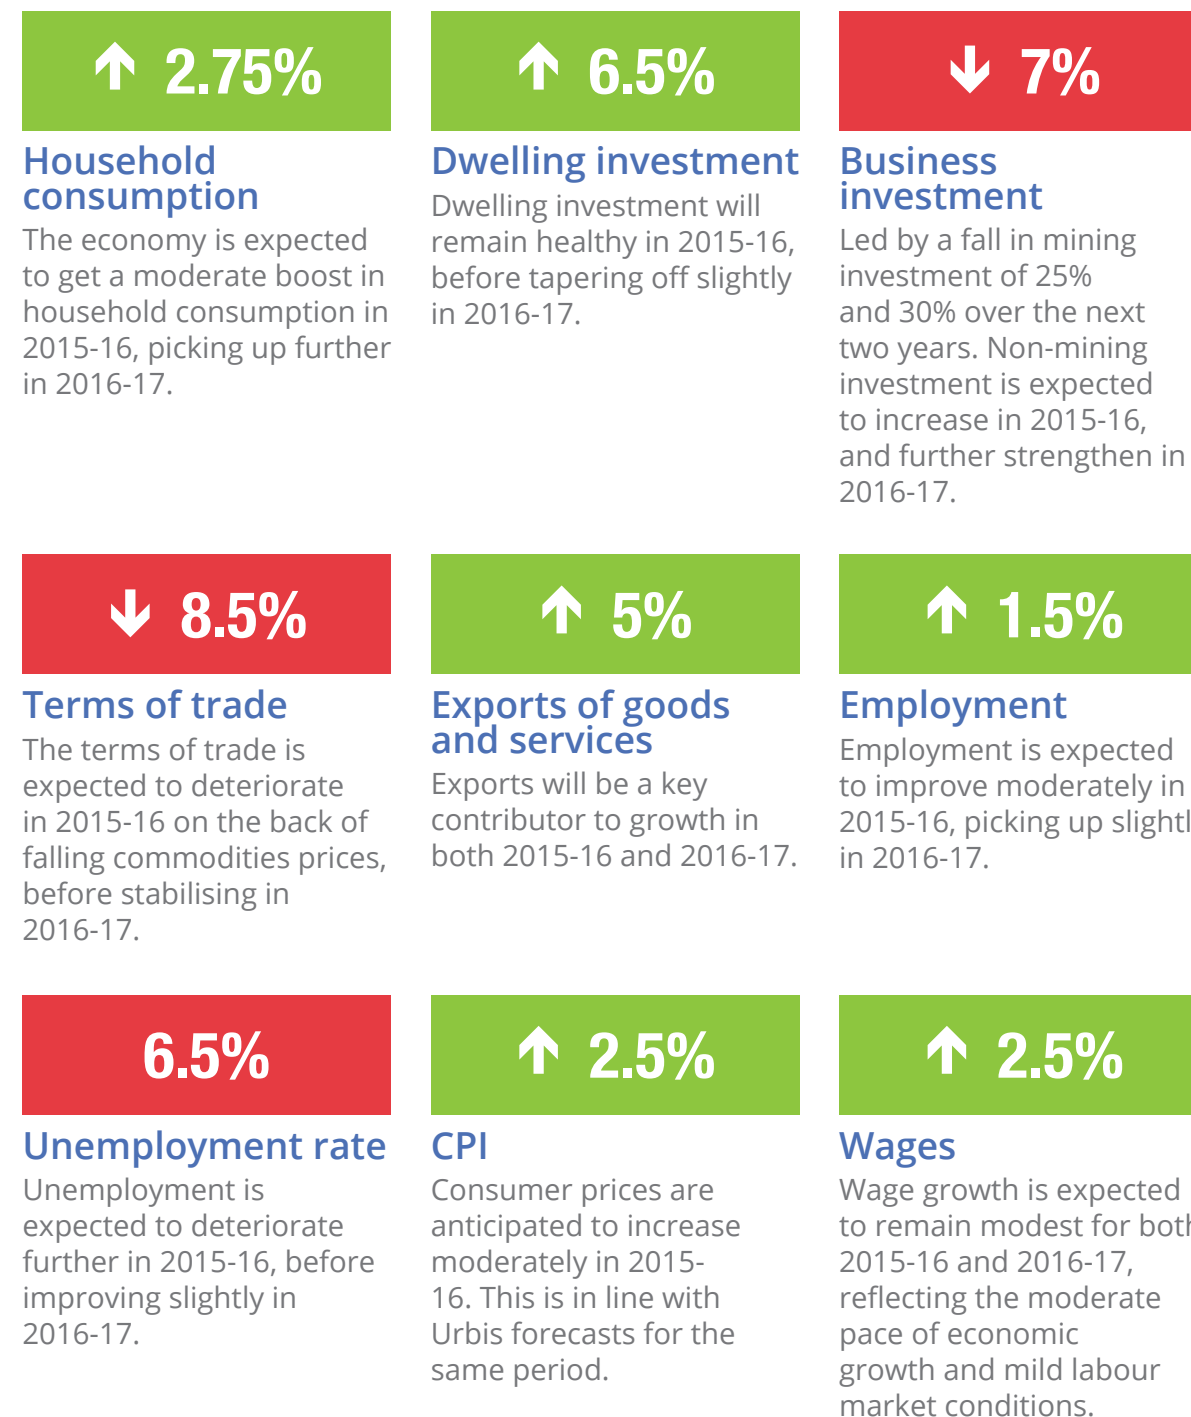 ↑ 2.75%
Household
consumption
The economy is expected
to get a moderate boost in
household consumption in
2015-16, picking up further
in 2016-17.
↑ 6.5%
Dwelling investment
Dwelling investment will
remain healthy in 2015-16,
before tapering off slightly
in 2016-17.
↓ 7%
Business
investment
Led by a fall in mining
investment of 25%
and 30% over the next
two years. Non-mining
investment is expected
to increase in 2015-16,
and further strengthen in
2016-17.
↓ 8.5%
Terms of trade
The terms of trade is
expected to deteriorate
in 2015-16 on the back of
falling commodities prices,
before stabilising in
2016-17.
↑ 5%
Exports of goods
and services
Exports will be a key
contributor to growth in
both 2015-16 and 2016-17.
↑ 1.5%
Employment
Employment is expected
to improve moderately in
2015-16, picking up slightl
in 2016-17.
6.5%
Unemployment rate
Unemployment is
expected to deteriorate
further in 2015-16, before
improving slightly in
2016-17.
↑ 2.5%
CPI
Consumer prices are
anticipated to increase
moderately in 2015-
16. This is in line with
Urbis forecasts for the
same period.
↑ 2.5%
Wages
Wage growth is expected
to remain modest for both
2015-16 and 2016-17,
reflecting the moderate
pace of economic
growth and mild labour
market conditions.